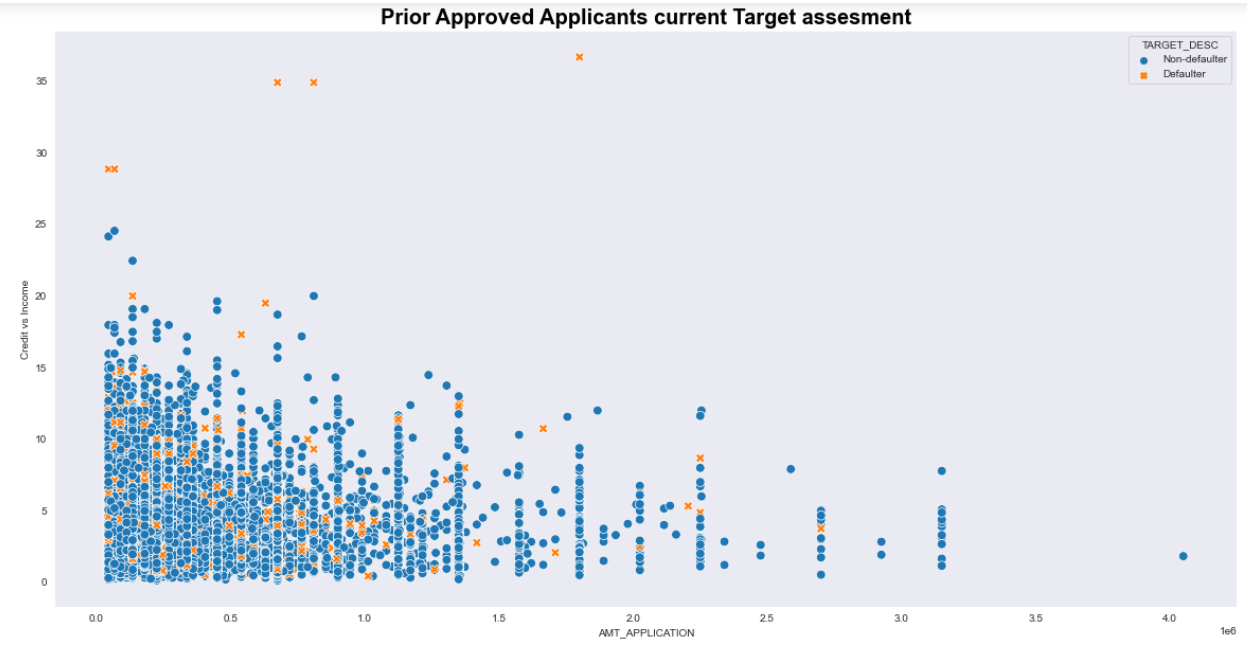 Prior Approved Applicants current Target assesment
TARGET_DESC
Non-defaulter
Defaulter
35
30
25
20
15
10
5
0
Credit vs Income
0.0 0.5 1.0 1.5 2.0 2.5 3.0 3.5 4.0
1e6
AMT_APPLICATION